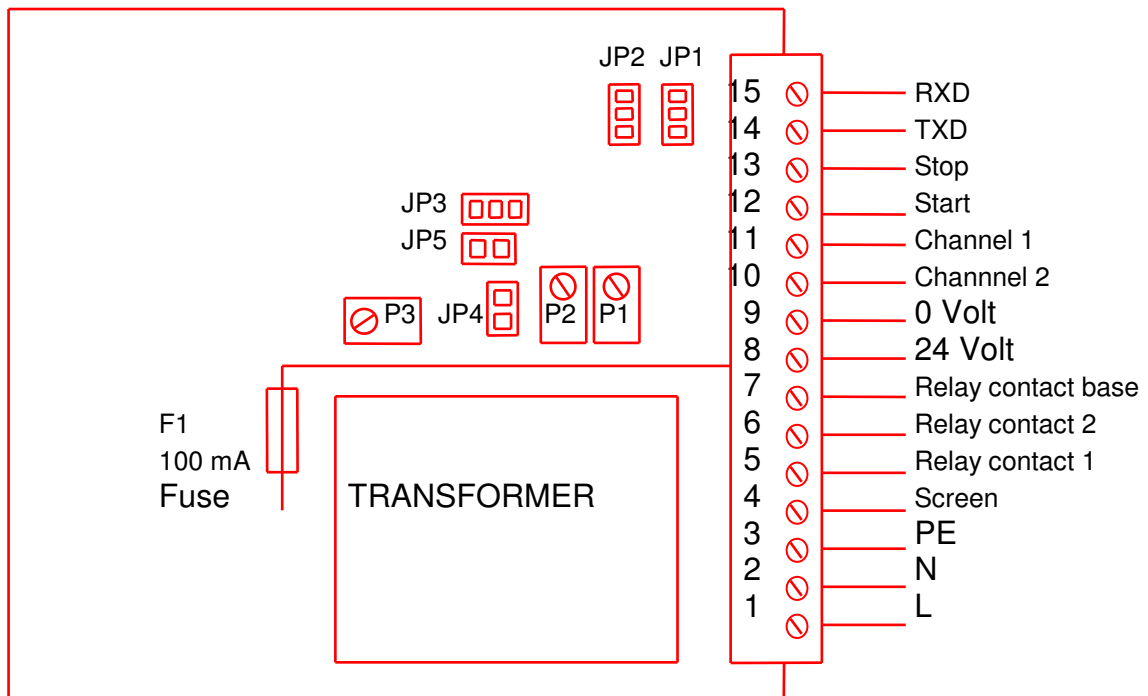 JP2 JP1
15 RXD
14 TXD
13 Stop
JP3 12 Start
JP5 11 Channel 1
10 Channnel 2
P3 JP4 P2 P1 9 0 Volt
8 24 Volt
7 Relay contact base
F1 6 Relay contact 2
100 mA 5 Relay contact 1
Fuse TRANSFORMER 4 Screen
3 PE
2 N
1 L